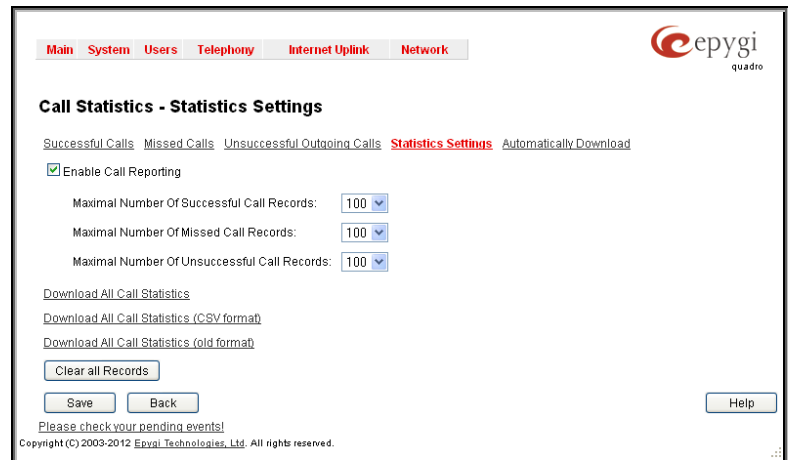 Main System Users Telephony Internet Uplink Network
epygi
quadro
Call Statistics - Statistics Settings
Successful Calls Missed Calls Unsuccessful Outgoing Calls Statistics Settings Automatically Download
Enable Call Reporting
Maximal Number Of Successful Call Records: 100
Maximal Number Of Missed Call Records: 100
Maximal Number Of Unsuccessful Call Records: 100
Download All Call Statistics
Download All Call Statistics (CSV format)
Download All Call Statistics (old format)
Clear all Records
Save Back Help
Please check your pending events!
Copyright (C) 2003-2012 Epygi Technologies, Ltd. All rights reserved.